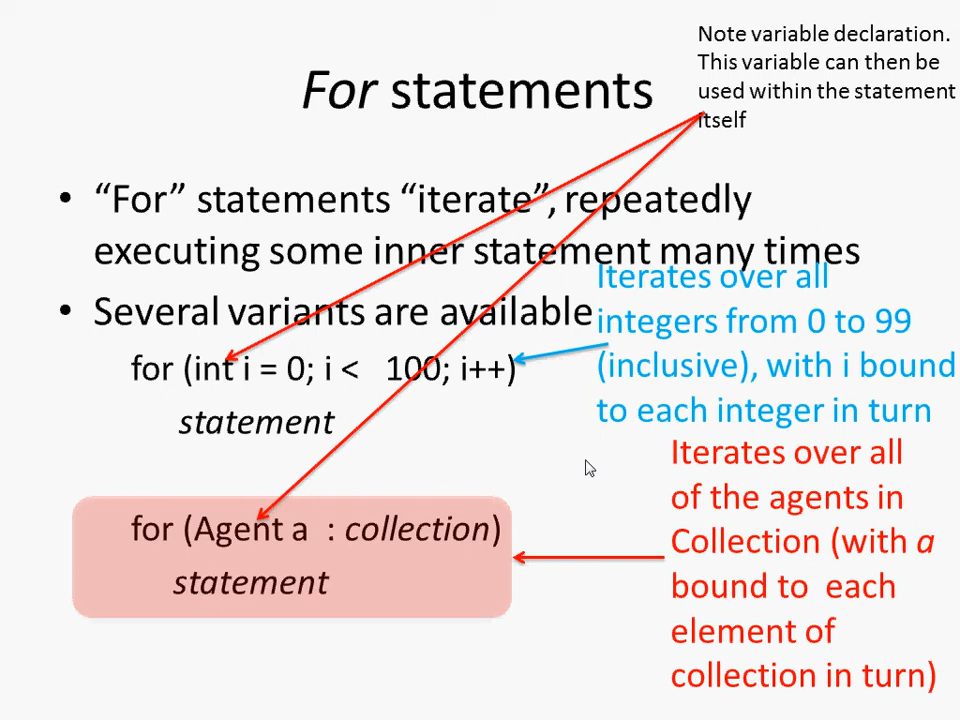 Note variable declaration.
This variable can then be
used within the statement
itself
For statements
• “For” statements “iterate”, repeatedly
executing some inner statement many times
• Several variants are available
for (int i = 0; i < 100; i++)
statement
Iterates over all
integers from 0 to 99
(inclusive), with i bound
to each integer in turn
for (Agent a : collection)
statement
Iterates over all
of the agents in
Collection (with a
bound to each
element of
collection in turn)